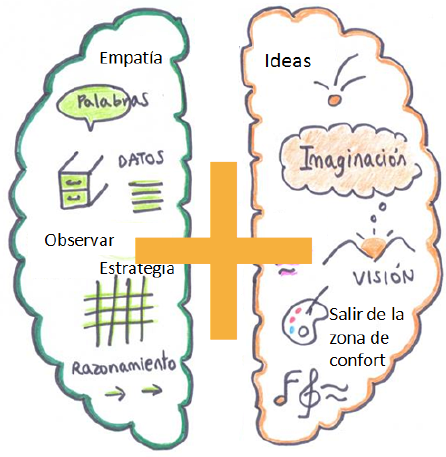 Empatía
Palabras
DATOS
Observar
Estrategia
Razonamiento
Ideas
Imaginación
VISIÓN
Salir de la
zona de
confort